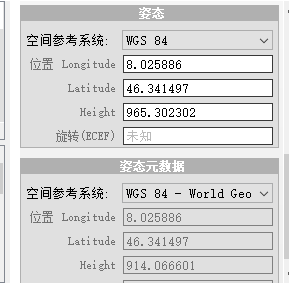 姿态
空间参考系统: WGS 84
位置 Longitude 8.025886
Latitude 46.341497
Height 965.302302
旋转(ECEF) 未知
姿态元数据
空间参考系统: WGS 84 - World Geo
位置 Longitude 8.025886
Latitude 46.341497
Height 914.066601